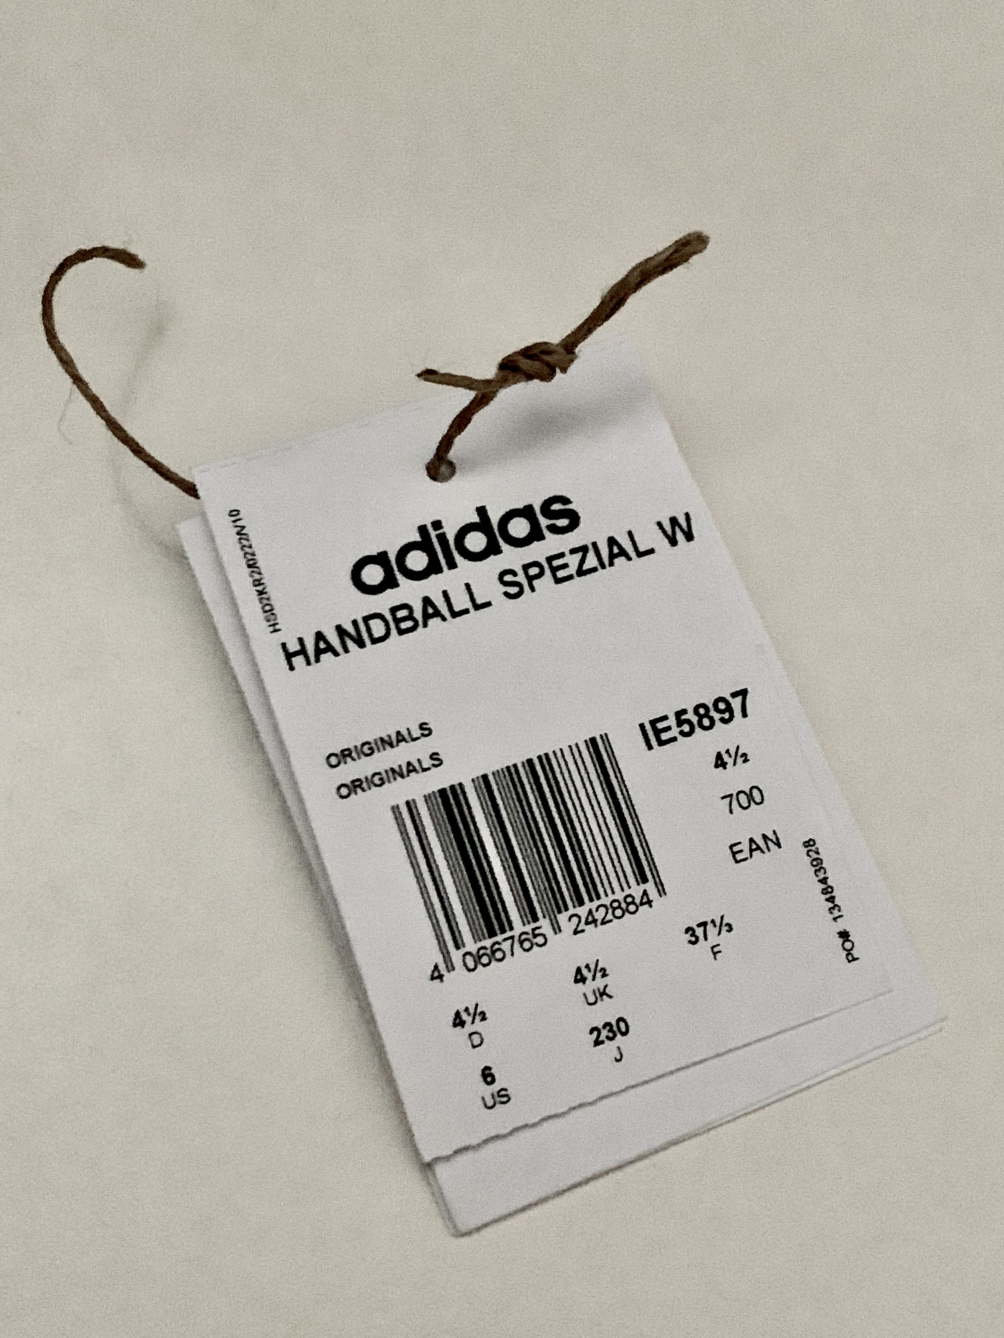 HSD2KR2/0222/V10
adidas
HANDBALL SPEZIAL W
ORIGINALS
ORIGINALS
IE5897
4½
700
EAN
4 066765 242884
PO# 134843928
4½
D
4½
UK
37⅓
F
6
US
230
J